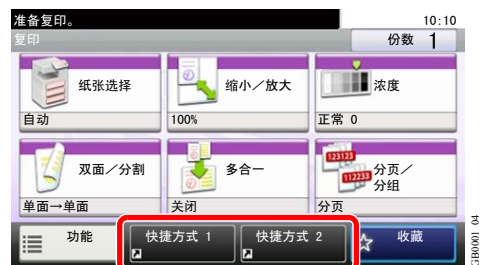 准备复印。 10:10
复印 份数 1
纸张选择 缩小／放大 浓度
自动 100% 正常 0
双面／分割 多合一 123123 112233 分页／
分组
单面→单面 关闭 分页
功能 快捷方式 1 快捷方式 2 收藏
GB0001_04